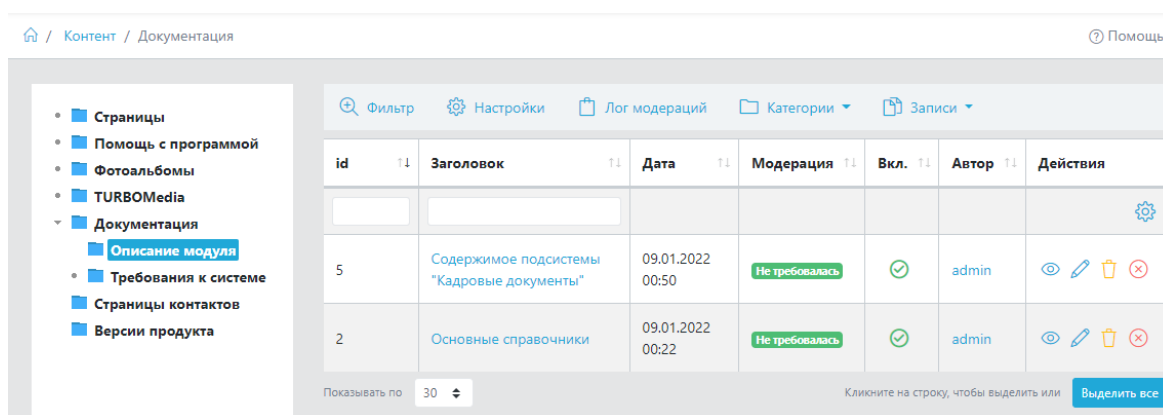 / Контент / Документация
Помощь
Страницы
Помощь с программой
Фотоальбомы
TURBOMedia
Документация
Описание модуля
Требования к системе
Страницы контактов
Версии продукта
Фильтр Настройки Лог модераций Категории Записи
id Заголовок Дата Модерация Вкл. Автор Действия
5 Содержимое подсистемы "Кадровые документы" 09.01.2022 00:50 Не требовалась admin
2 Основные справочники 09.01.2022 00:22 Не требовалась admin
Показывать по 30 Кликните на строку, чтобы выделить или Выделить все